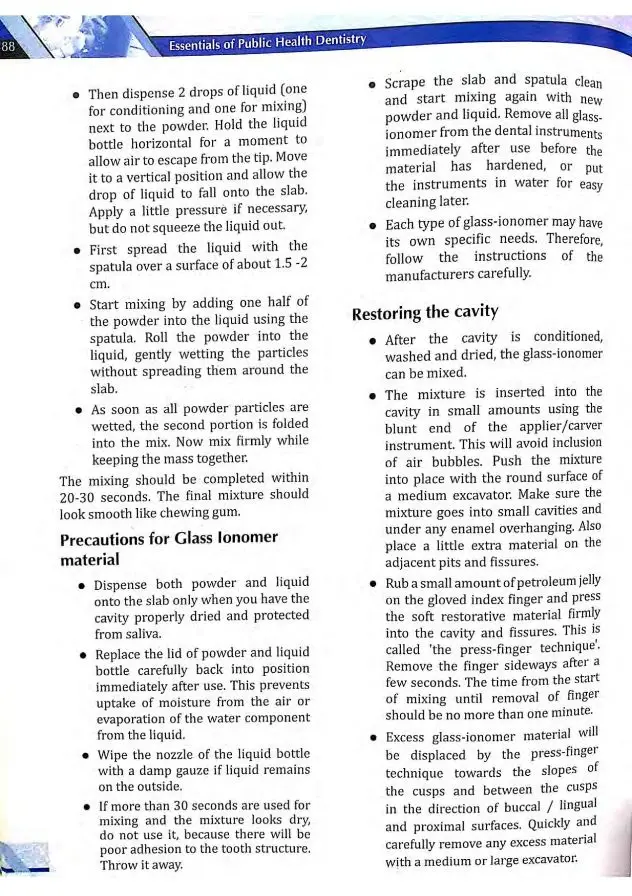 88
Essentials of Public Health Dentistry
• Then dispense 2 drops of liquid (one
for conditioning and one for mixing)
next to the powder. Hold the liquid
bottle horizontal for a moment to
allow air to escape from the tip. Move
it to a vertical position and allow the
drop of liquid to fall onto the slab.
Apply a little pressure if necessary,
but do not squeeze the liquid out.
• First spread the liquid with the
spatula over a surface of about 1.5 -2
cm.
• Start mixing by adding one half of
the powder into the liquid using the
spatula. Roll the powder into the
liquid, gently wetting the particles
without spreading them around the
slab.
• As soon as all powder particles are
wetted, the second portion is folded
into the mix. Now mix firmly while
keeping the mass together.
The mixing should be completed within
20-30 seconds. The final mixture should
look smooth like chewing gum.
Precautions for Glass Ionomer
material
• Dispense both powder and liquid
onto the slab only when you have the
cavity properly dried and protected
from saliva.
• Replace the lid of powder and liquid
bottle carefully back into position
immediately after use. This prevents
uptake of moisture from the air or
evaporation of the water component
from the liquid.
• Wipe the nozzle of the liquid bottle
with a damp gauze if liquid remains
on the outside.
• If more than 30 seconds are used for
mixing and the mixture looks dry,
do not use it, because there will be
poor adhesion to the tooth structure.
Throw it away.
• Scrape the slab and spatula clean
and start mixing again with new
powder and liquid. Remove all glass-
ionomer from the dental instruments
immediately after use before the
material has hardened, or put
the instruments in water for easy
cleaning later.
• Each type of glass-ionomer may have
its own specific needs. Therefore,
follow the instructions of the
manufacturers carefully.
Restoring the cavity
• After the cavity is conditioned,
washed and dried, the glass-ionomer
can be mixed.
• The mixture is inserted into the
cavity in small amounts using the
blunt end of the applier/carver
instrument. This will avoid inclusion
of air bubbles. Push the mixture
into place with the round surface of
a medium excavator. Make sure the
mixture goes into small cavities and
under any enamel overhanging. Also
place a little extra material on the
adjacent pits and fissures.
• Rub a small amount of petroleum jelly
on the gloved index finger and press
the soft restorative material firmly
into the cavity and fissures. This is
called 'the press-finger technique'.
Remove the finger sideways after a
few seconds. The time from the start
of mixing until removal of finger
should be no more than one minute.
• Excess glass-ionomer material will
be displaced by the press-finger
technique towards the slopes of
the cusps and between the cusps
in the direction of buccal / lingual
and proximal surfaces. Quickly and
carefully remove any excess material
with a medium or large excavator.